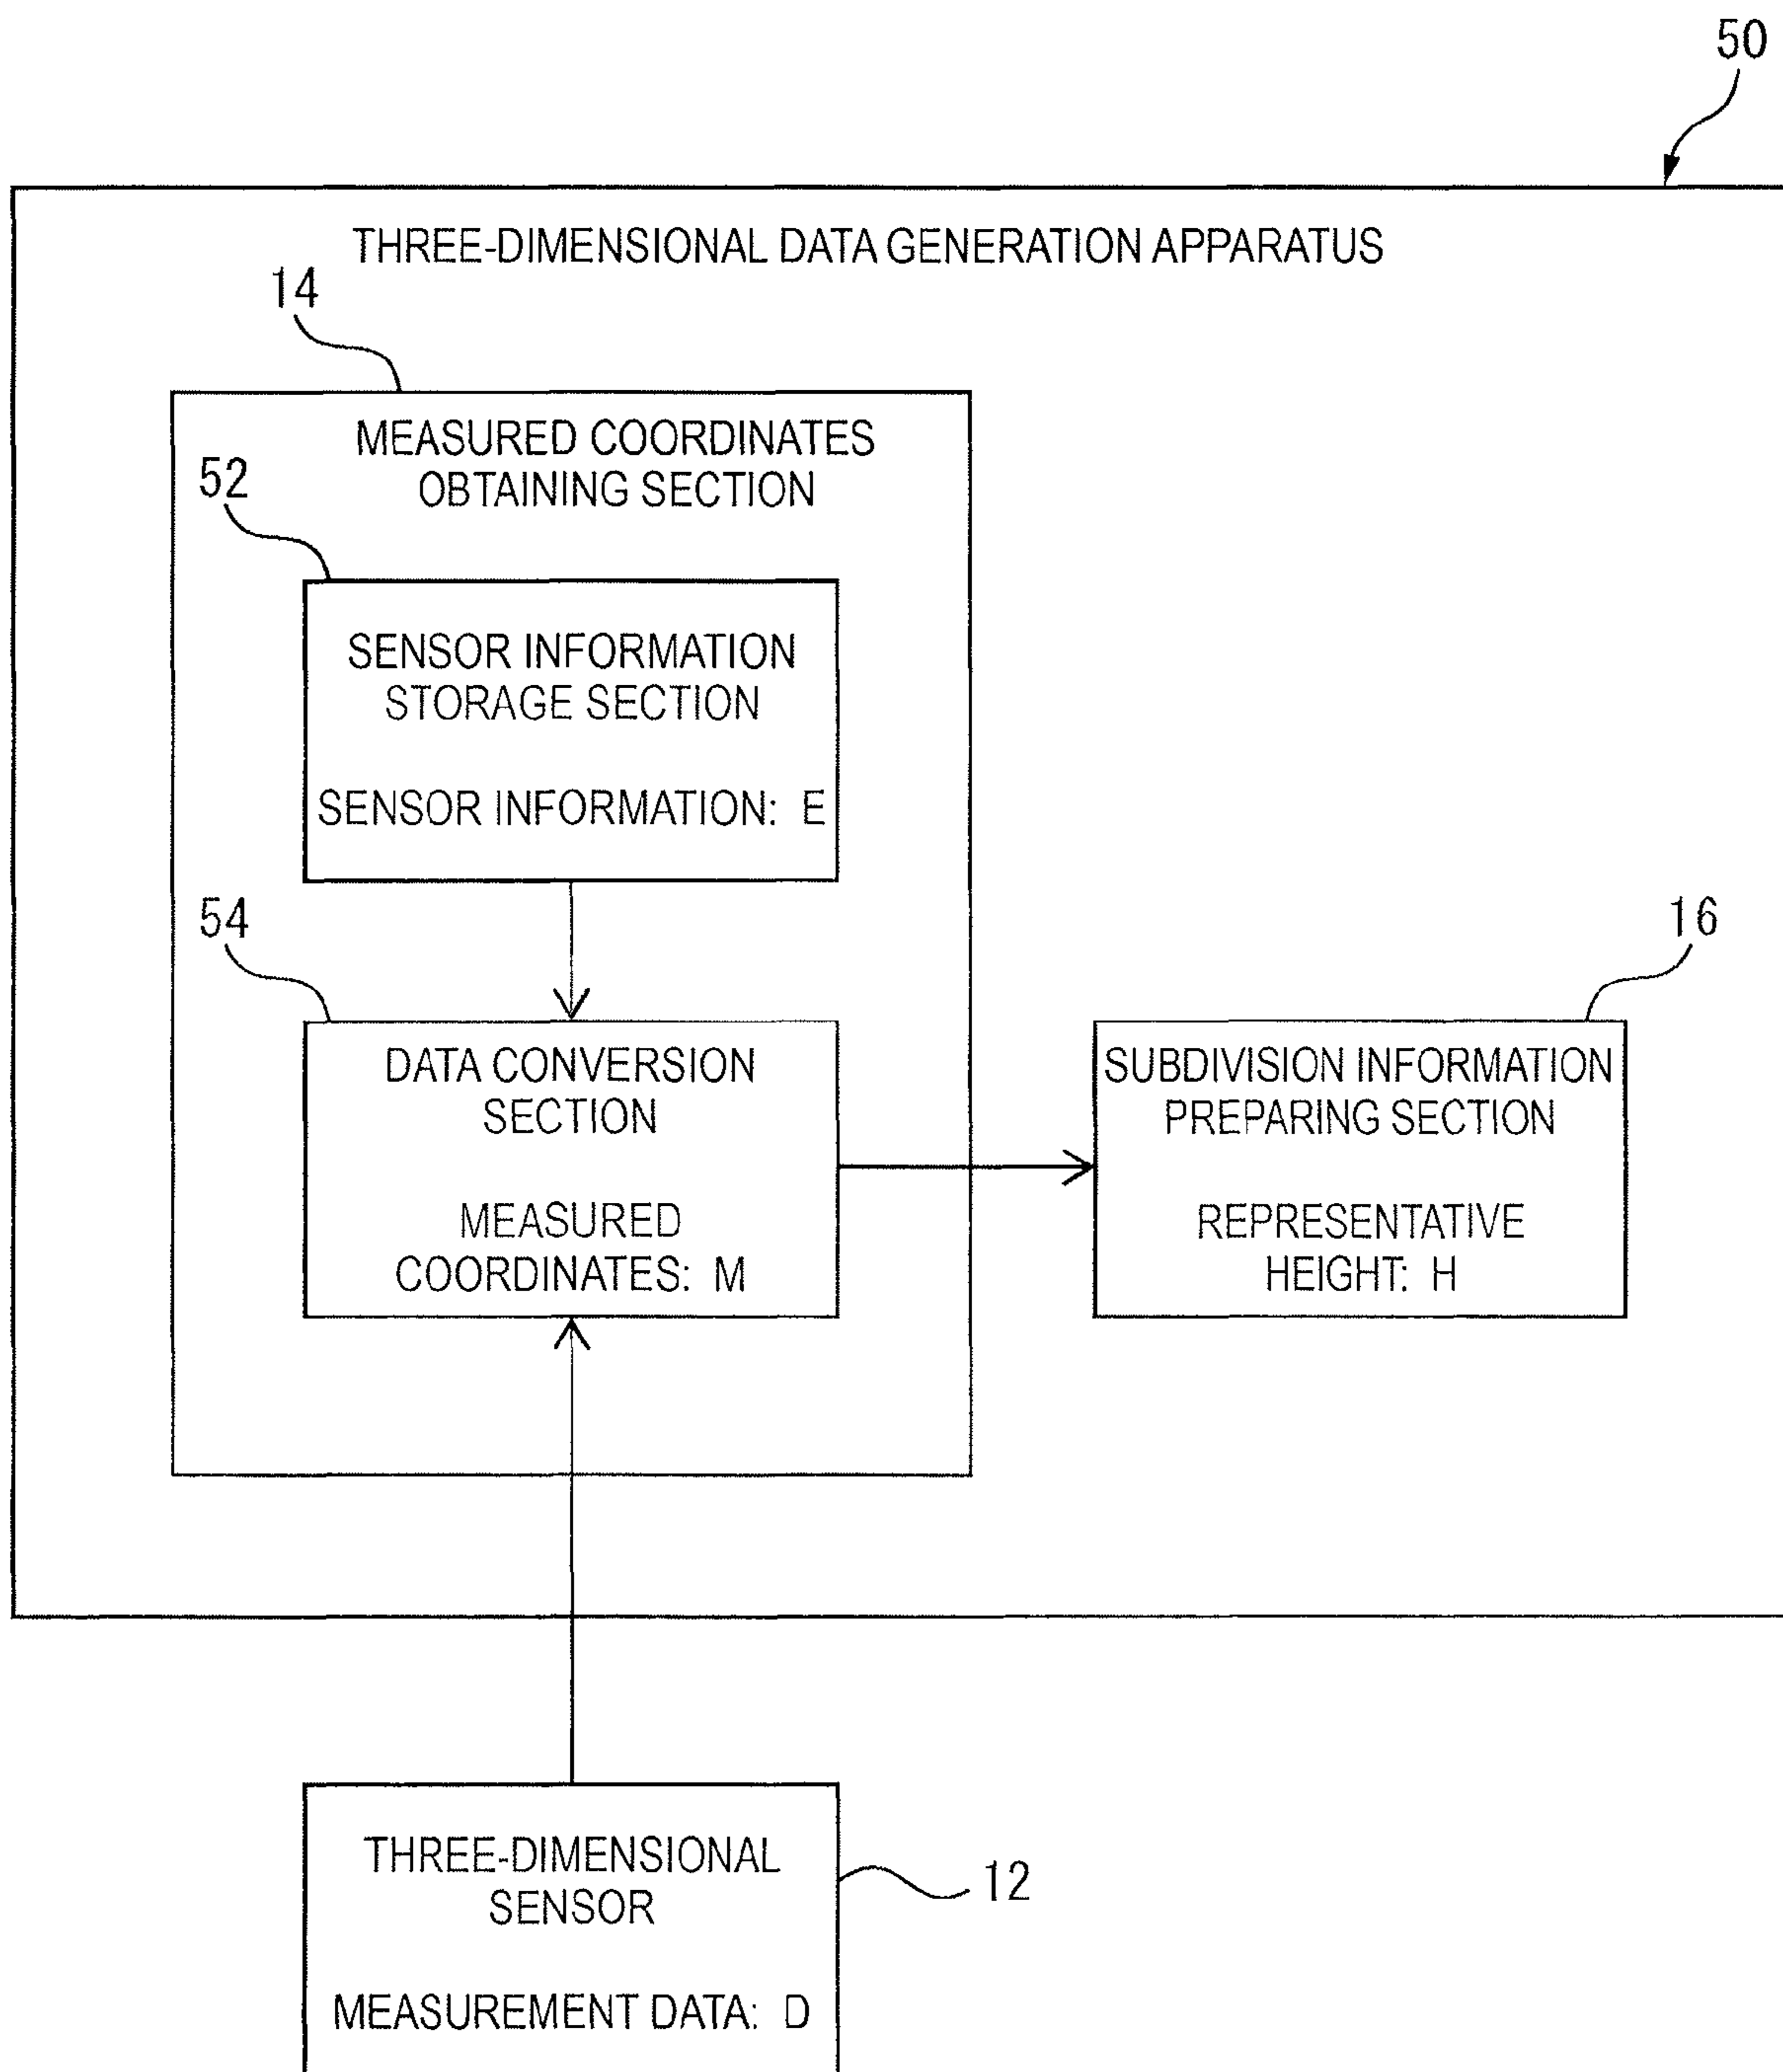 50
THREE-DIMENSIONAL DATA GENERATION APPARATUS
14
MEASURED COORDINATES
OBTAINING SECTION
52
SENSOR INFORMATION
STORAGE SECTION
SENSOR INFORMATION: E
54
DATA CONVERSION
SECTION
MEASURED
COORDINATES: M
16
SUBDIVISION INFORMATION
PREPARING SECTION
REPRESENTATIVE
HEIGHT: H
THREE-DIMENSIONAL
SENSOR
12
MEASUREMENT DATA: D